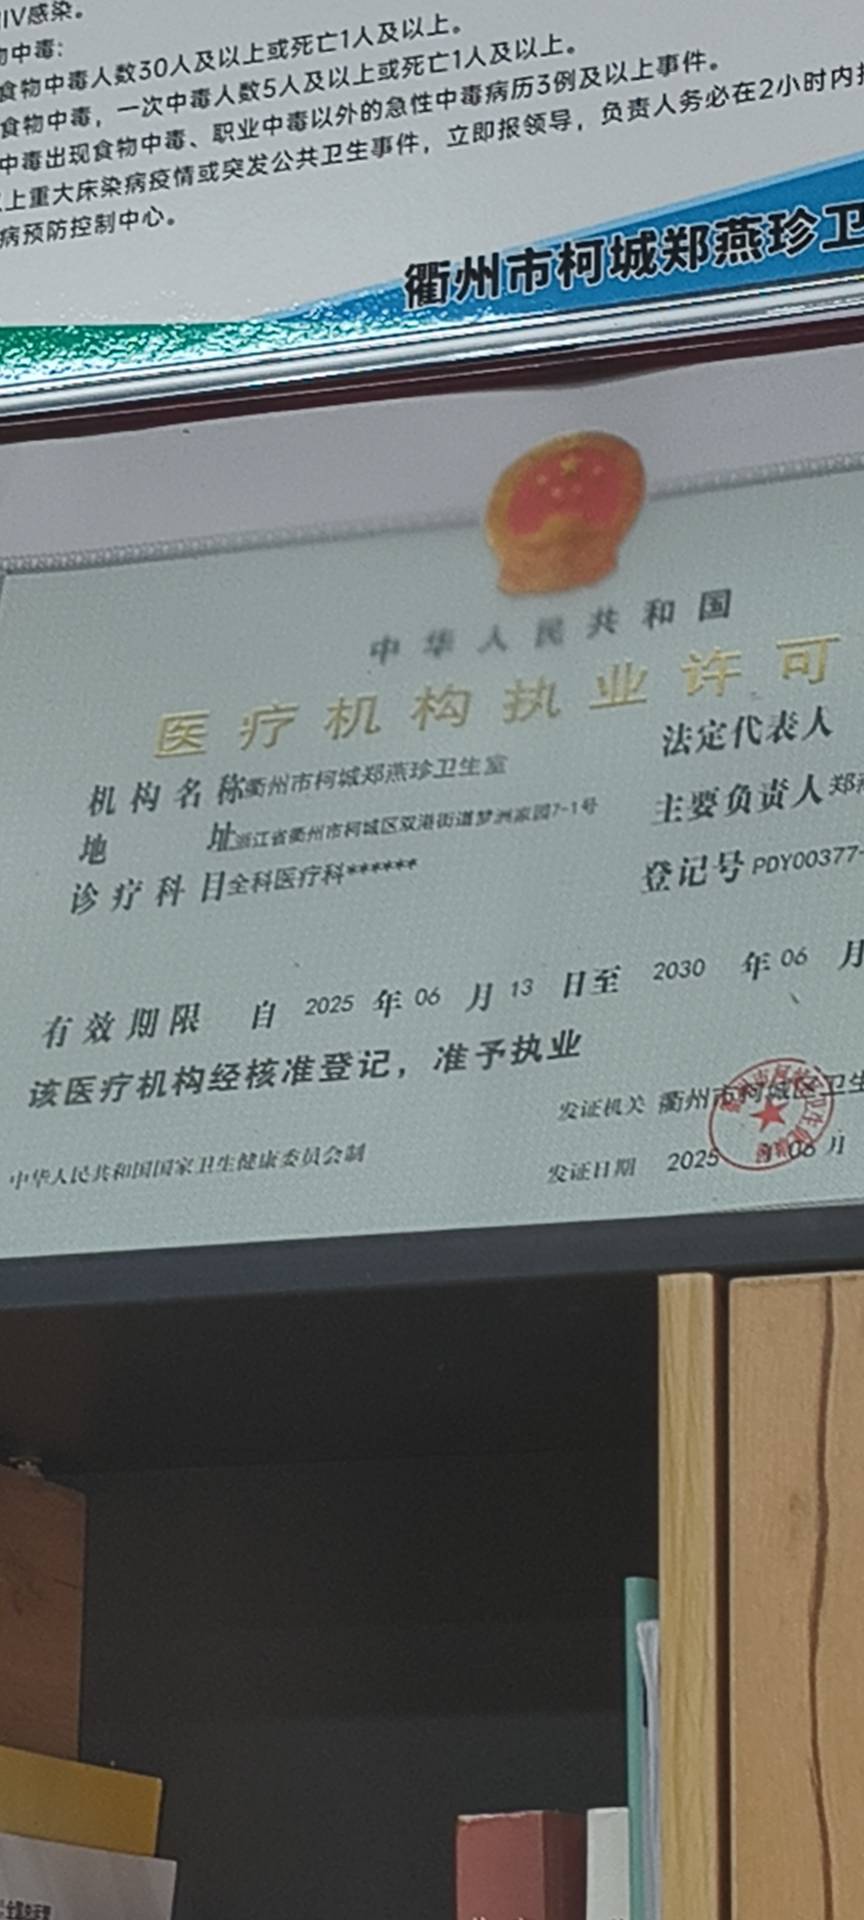 IV感染。
物中毒:
食物中毒人数30人及以上或死亡1人及以上。
食物中毒，一次中毒人数5人及以上或死亡1人及以上。
中毒出现食物中毒、职业中毒以外的急性中毒病历3例及以上事件。
上重大床染病疫情或突发公共卫生事件，立即报领导，负责人务必在2小时内
病预防控制中心。
衢州市柯城郑燕珍卫
中华人民共和国
医疗机构执业许可
机构名称衢州市柯城郑燕珍卫生室
法定代表人
地址浙江省衢州市柯城区双港街道梦洲家园7-1号
主要负责人郑
诊疗科目全科医疗科******
登记号PDY00377-
有效期限 自 2025 年 06 月 13 日至 2030 年 06 月
该医疗机构经核准登记，准予执业
发证机关 衢州市柯城区卫生
中华人民共和国国家卫生健康委员会制
发证日期 2025 年 06 月